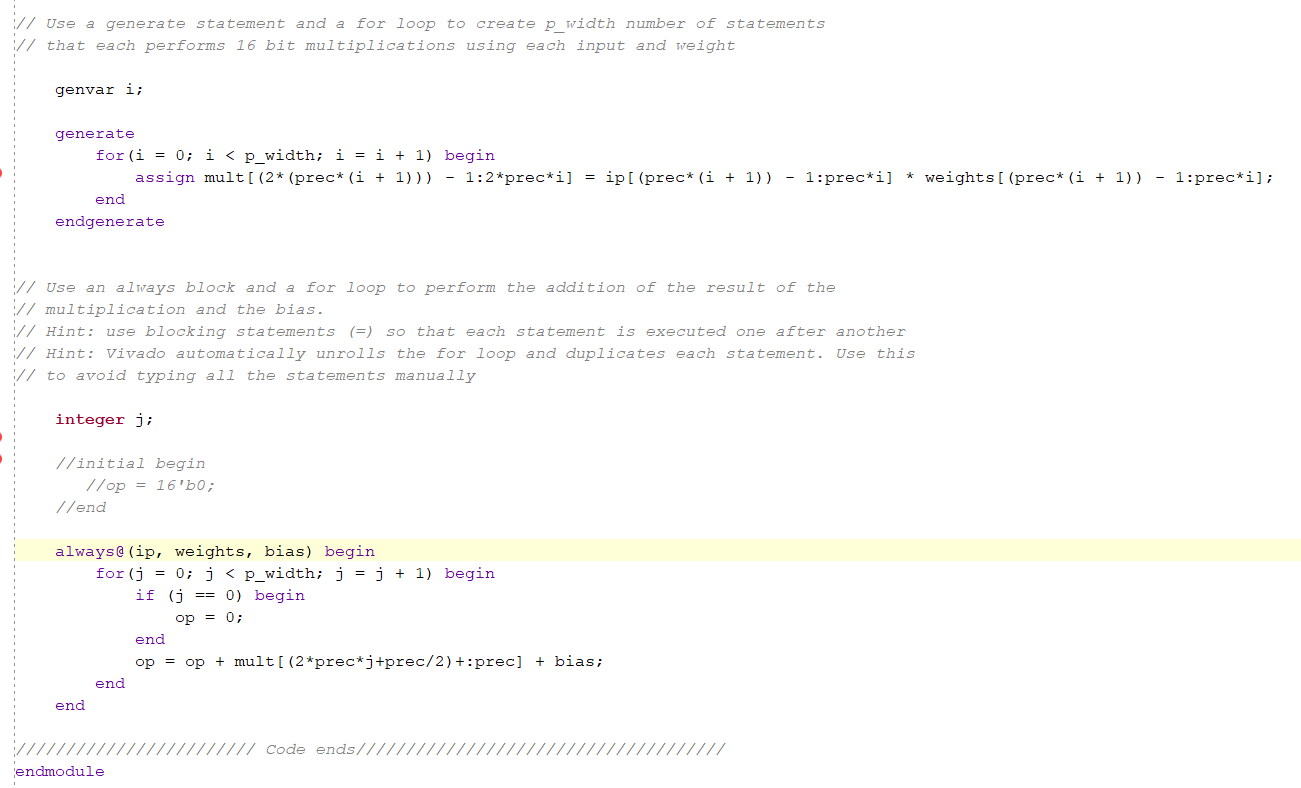 // Use a generate statement and a for loop to create p_width number of statements
// that each performs 16 bit multiplications using each input and weight
genvar i;
generate
for(i = 0; i < p_width; i = i + 1) begin
assign mult[(2*(prec*(i + 1))) - 1:2*prec*i] = ip[(prec*(i + 1)) - 1:prec*i] * weights[(prec*(i + 1)) - 1:prec*i];
end
endgenerate
// Use an always block and a for loop to perform the addition of the result of the
// multiplication and the bias.
// Hint: use blocking statements (=) so that each statement is executed one after another
// Hint: Vivado automatically unrolls the for loop and duplicates each statement. Use this
// to avoid typing all the statements manually
integer j;
//initial begin
//op = 16'b0;
//end
always@(ip, weights, bias) begin
for(j = 0; j < p_width; j = j + 1) begin
if (j == 0) begin
op = 0;
end
op = op + mult[(2*prec*j+prec/2)+:prec] + bias;
end
end
//////////////////////// Code ends/////////////////////////////////////
endmodule